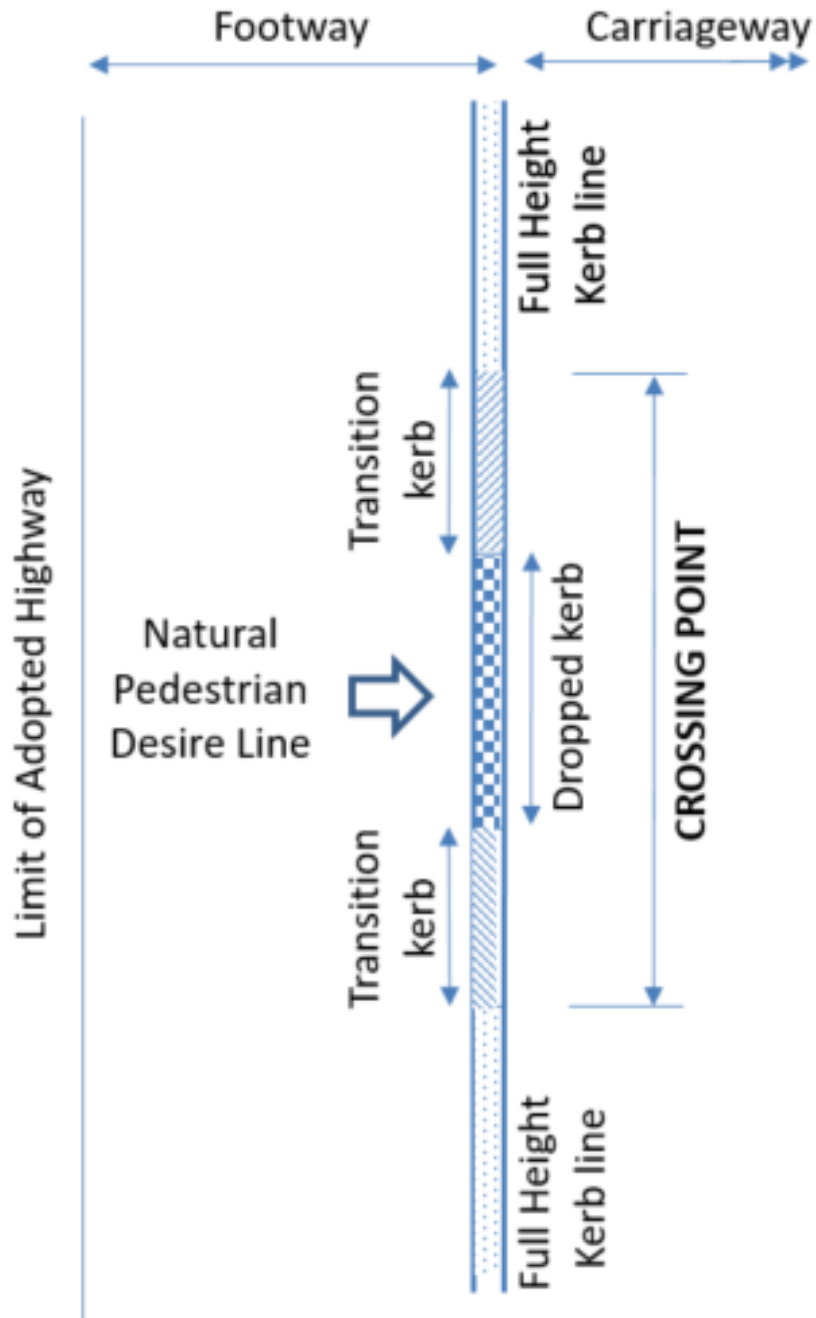 Footway
Carriageway
Full Height
Kerb line
Transition
kerb
Limit of Adopted Highway
Natural
Pedestrian
Desire Line
Dropped kerb
CROSSING POINT
Transition
kerb
Full Height
Kerb line